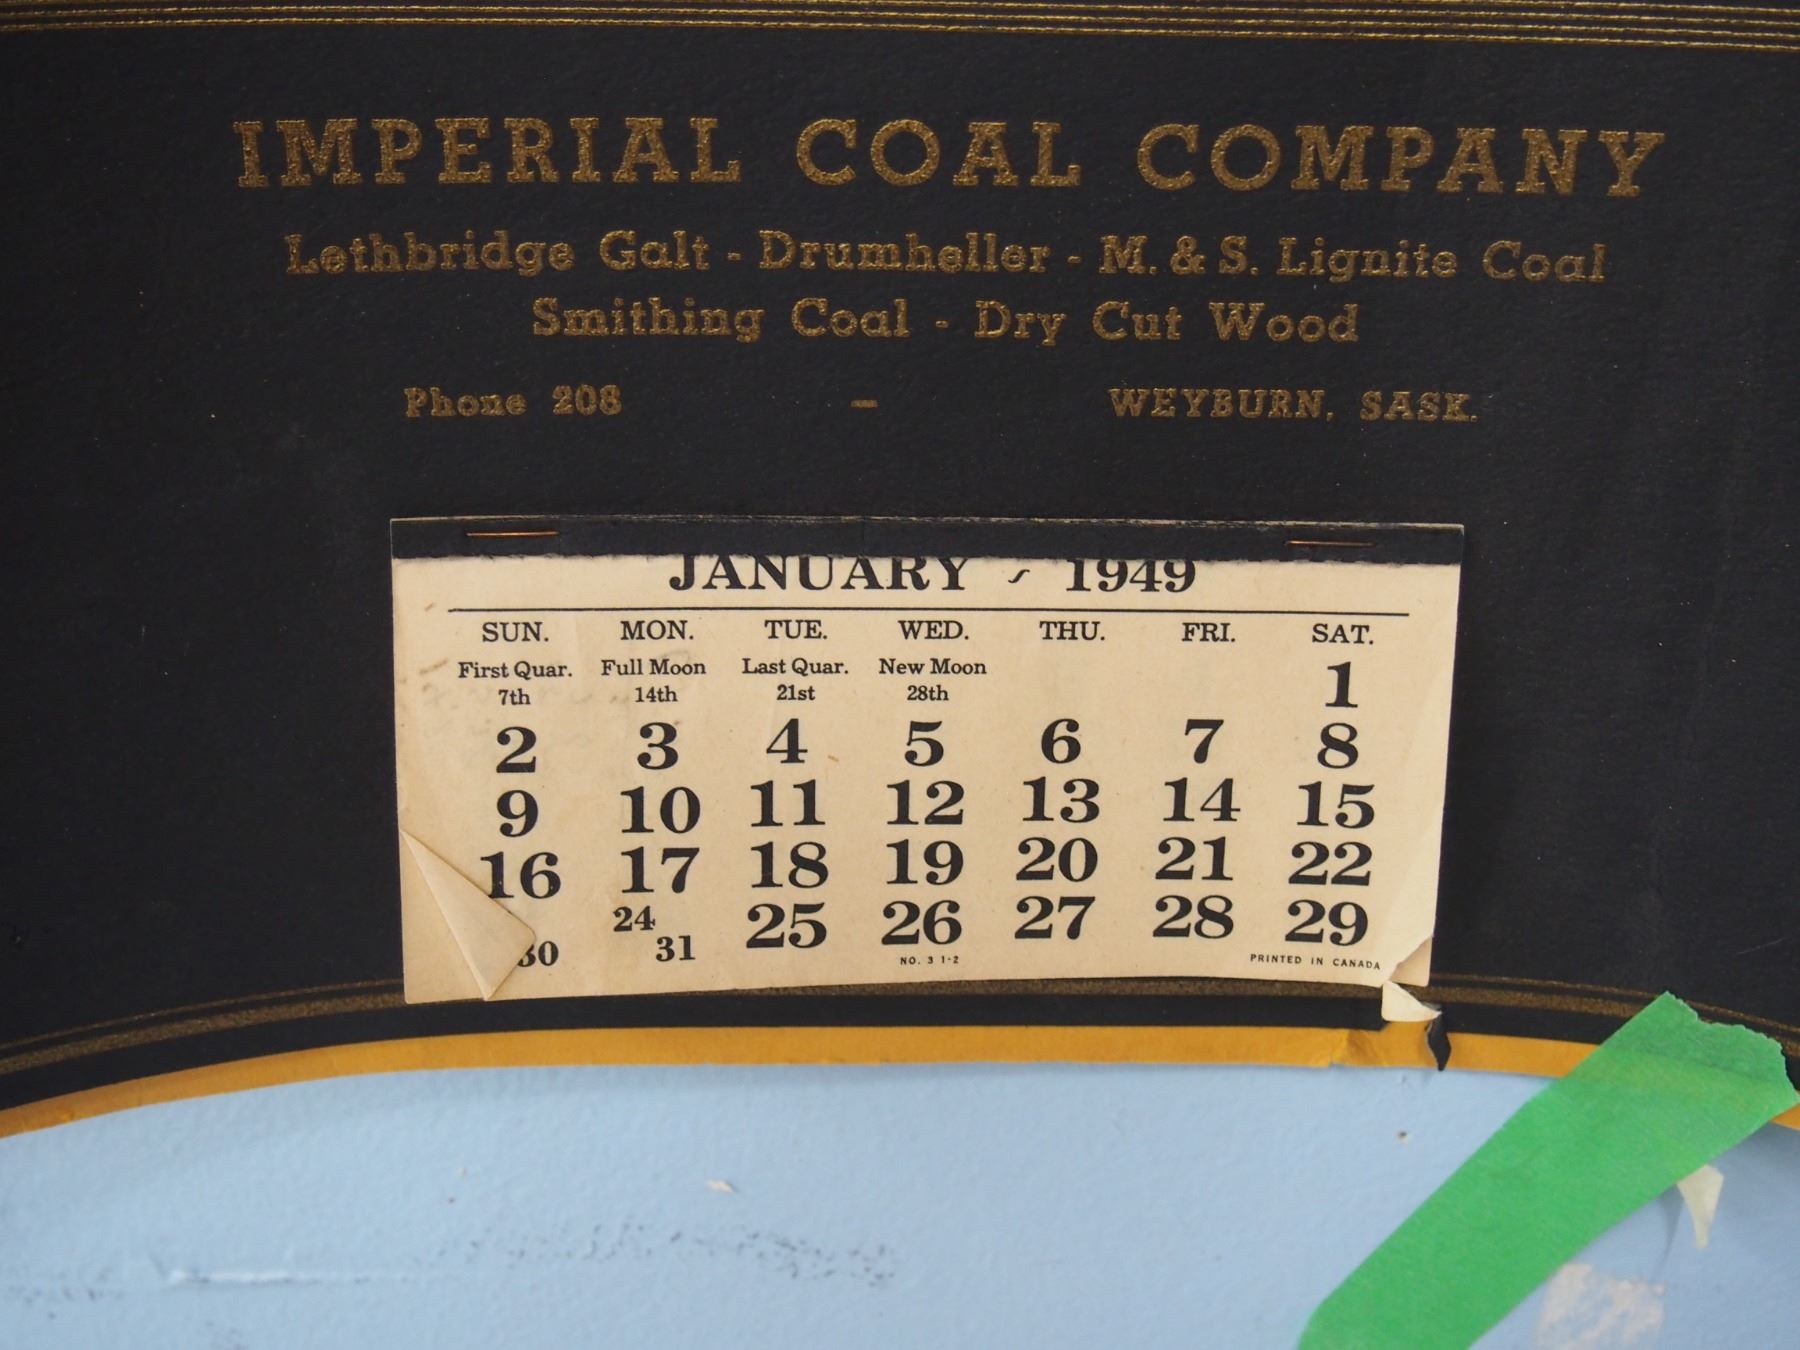 IMPERIAL COAL COMPANY
Lethbridge Galt - Drumheller - M. & S. Lignite Coal
Smithing Coal - Dry Cut Wood
Phone 208 - WEYBURN, SASK.
JANUARY - 1949
SUN. MON. TUE. WED. THU. FRI. SAT.
First Quar. Full Moon Last Quar. New Moon
7th 14th 21st 28th 1
2 3 4 5 6 7 8
9 10 11 12 13 14 15
16 17 18 19 20 21 22
24 25 26 27 28 29
30 31
NO. 3 1-2 PRINTED IN CANADA